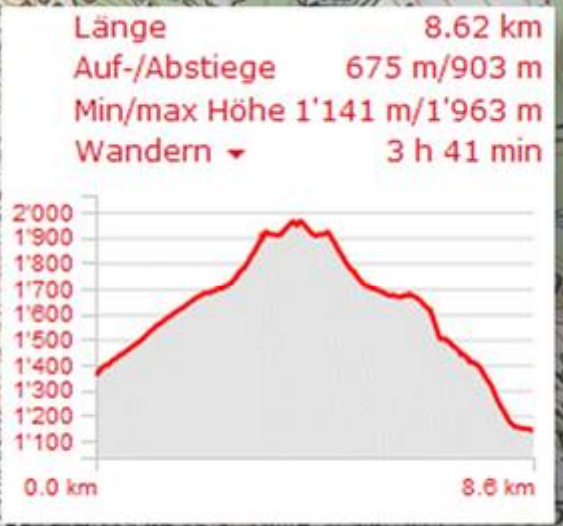 Länge 8.62 km
Auf-/Abstiege 675 m/903 m
Min/max Höhe 1'141 m/1'963 m
Wandern 3 h 41 min
2'000
1'900
1'800
1'700
1'600
1'500
1'400
1'300
1'200
1'100
0.0 km 8.6 km